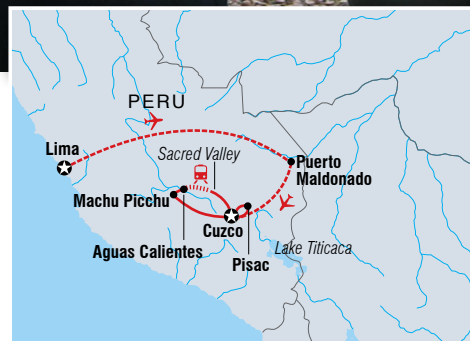 PERU
Lima
Sacred Valley
Puerto
Maldonado
Machu Picchu
Cuzco
Aguas Calientes
Pisac
Lake Titicaca